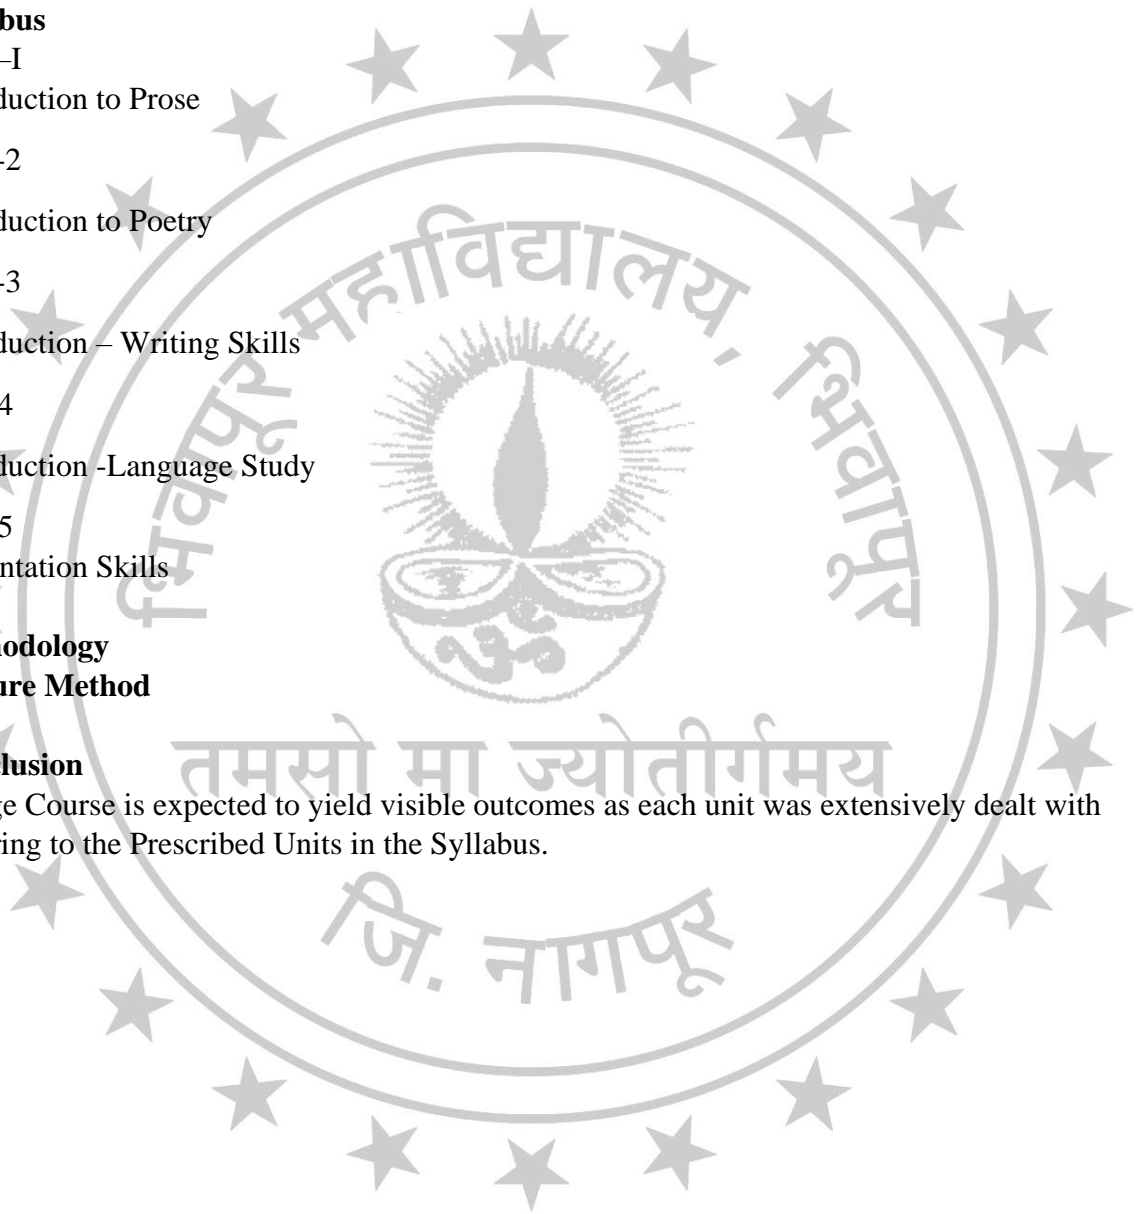 bus
–I
duction to Prose
-2
duction to Poetry
-3
duction – Writing Skills
4
duction -Language Study
5
ntation Skills
odology
ure Method
clusion
ge Course is expected to yield visible outcomes as each unit was extensively dealt with
ring to the Prescribed Units in the Syllabus.
भिवापूर महाविद्यालय, भिवापूर
तमसो मा ज्योतीर्गमय
जि. नागपूर